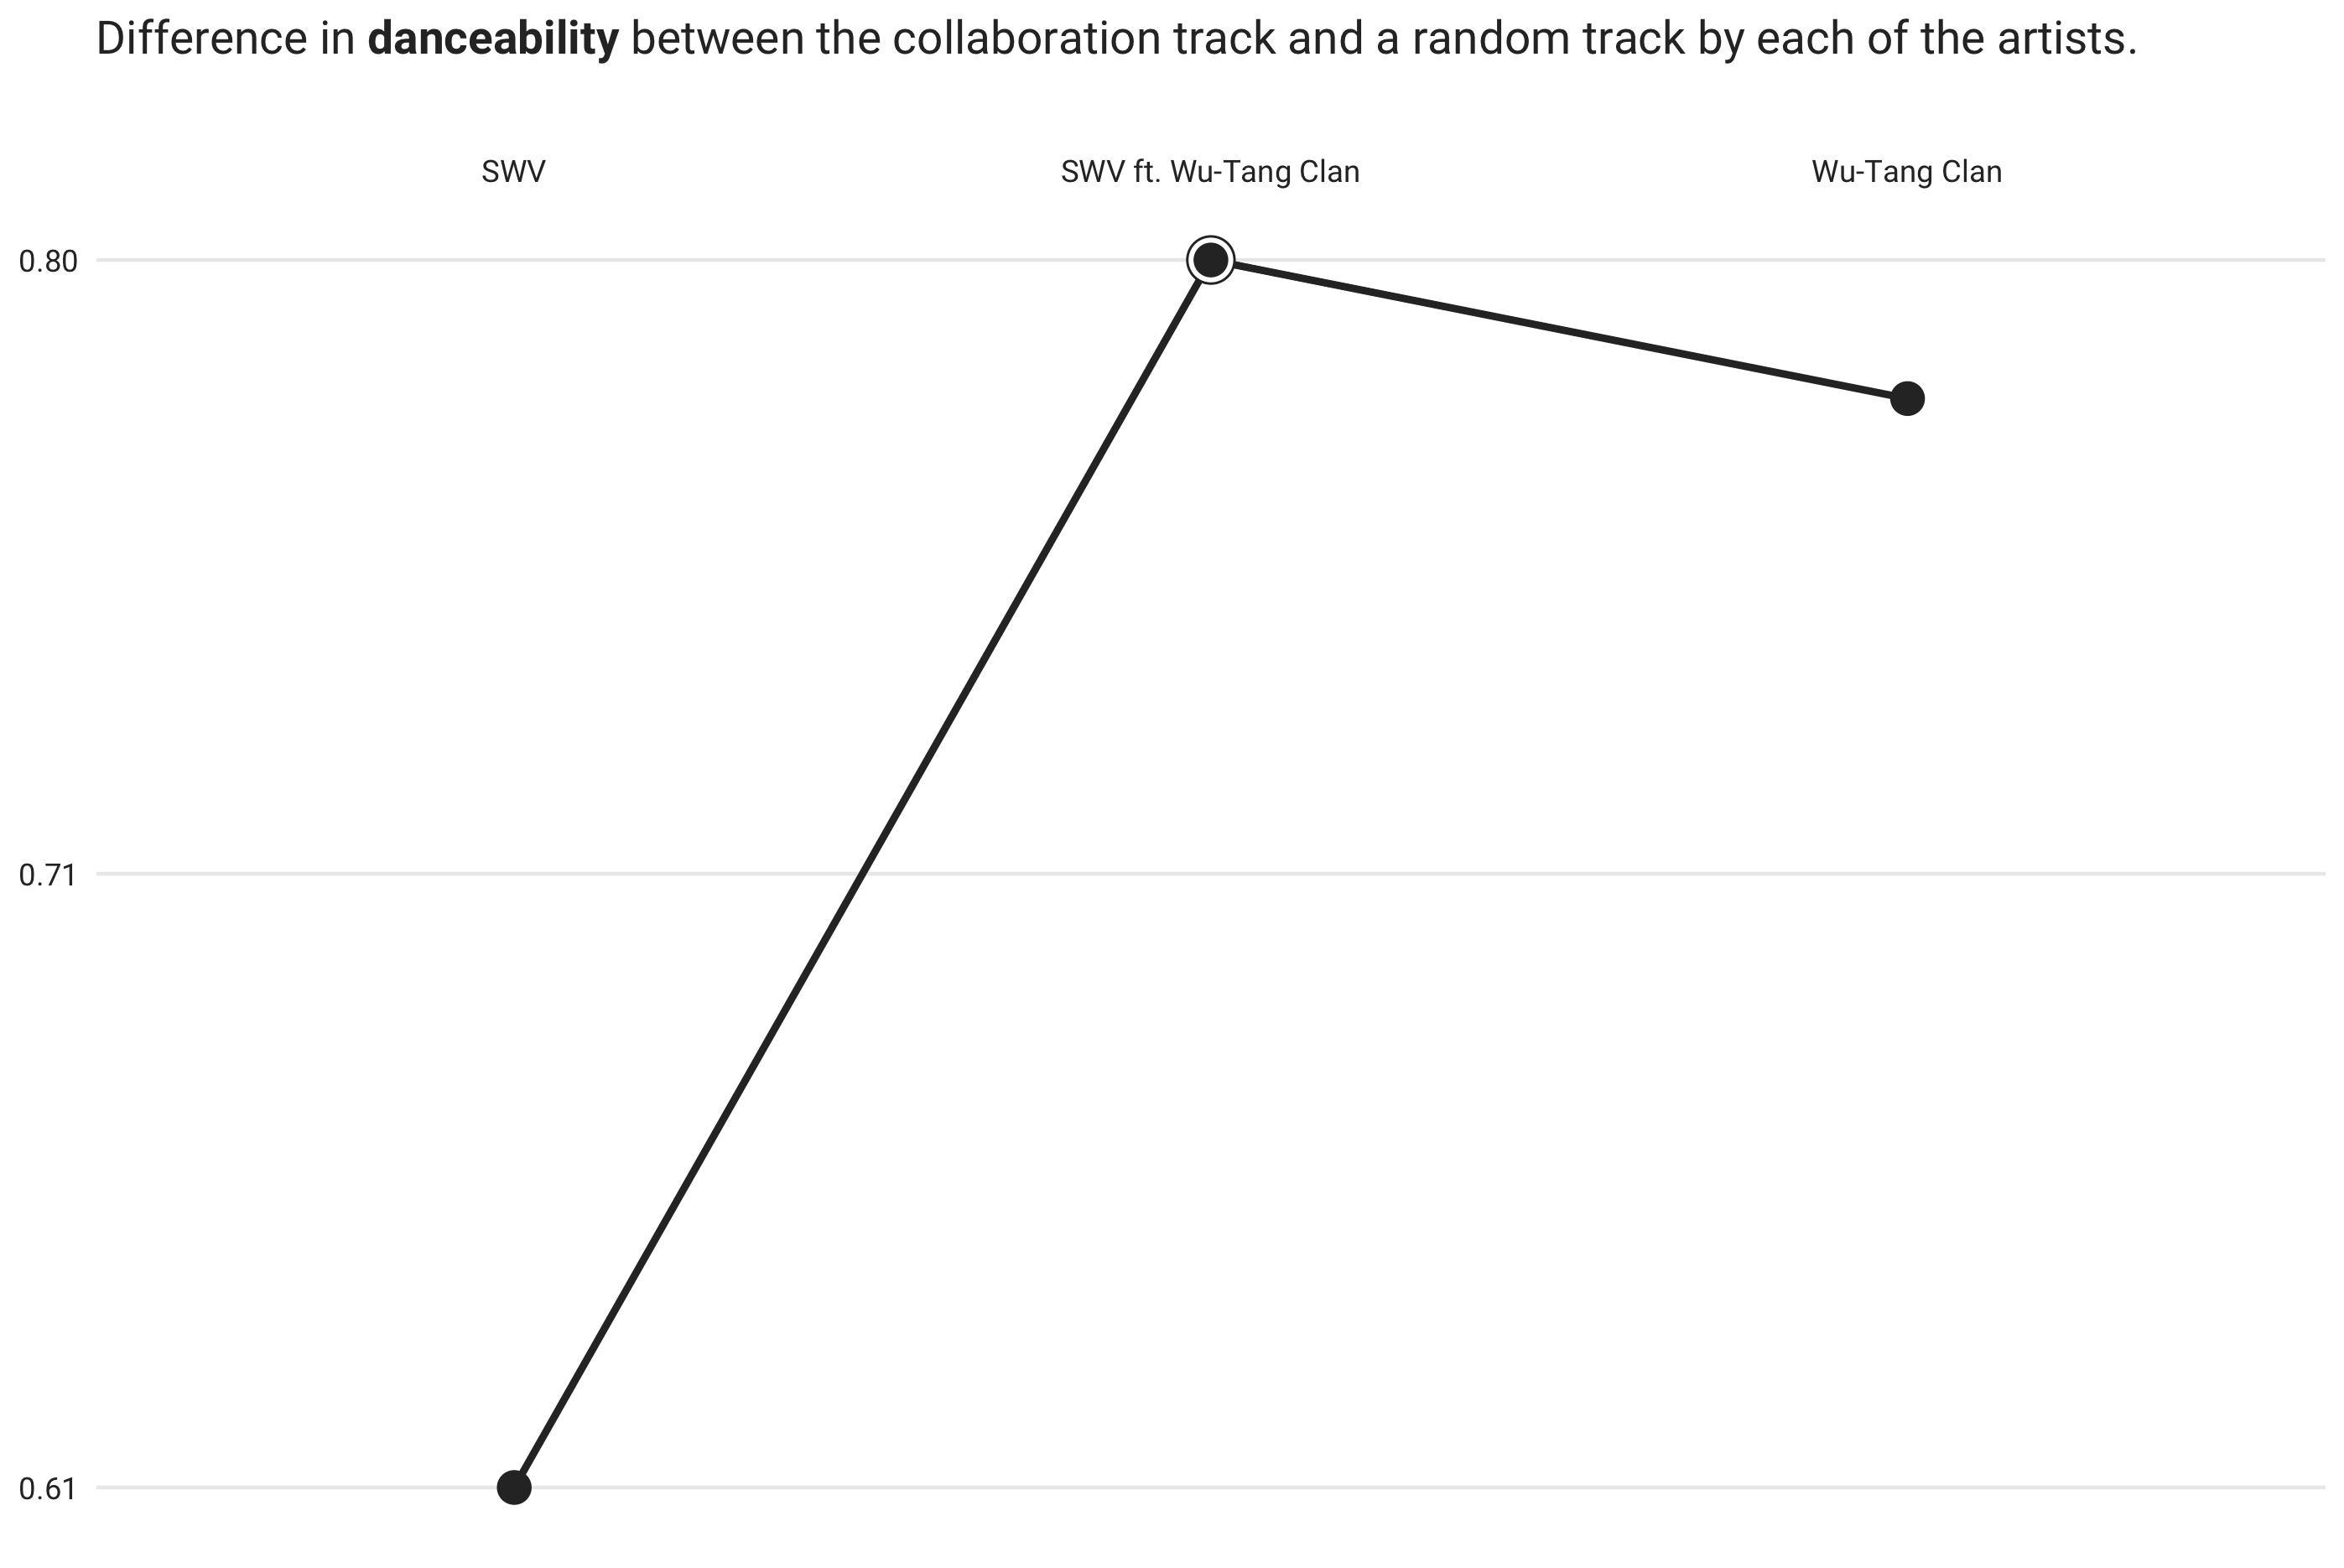 Difference in danceability between the collaboration track and a random track by each of the artists.
SWV
SWV ft. Wu-Tang Clan
Wu-Tang Clan
0.80
0.71
0.61